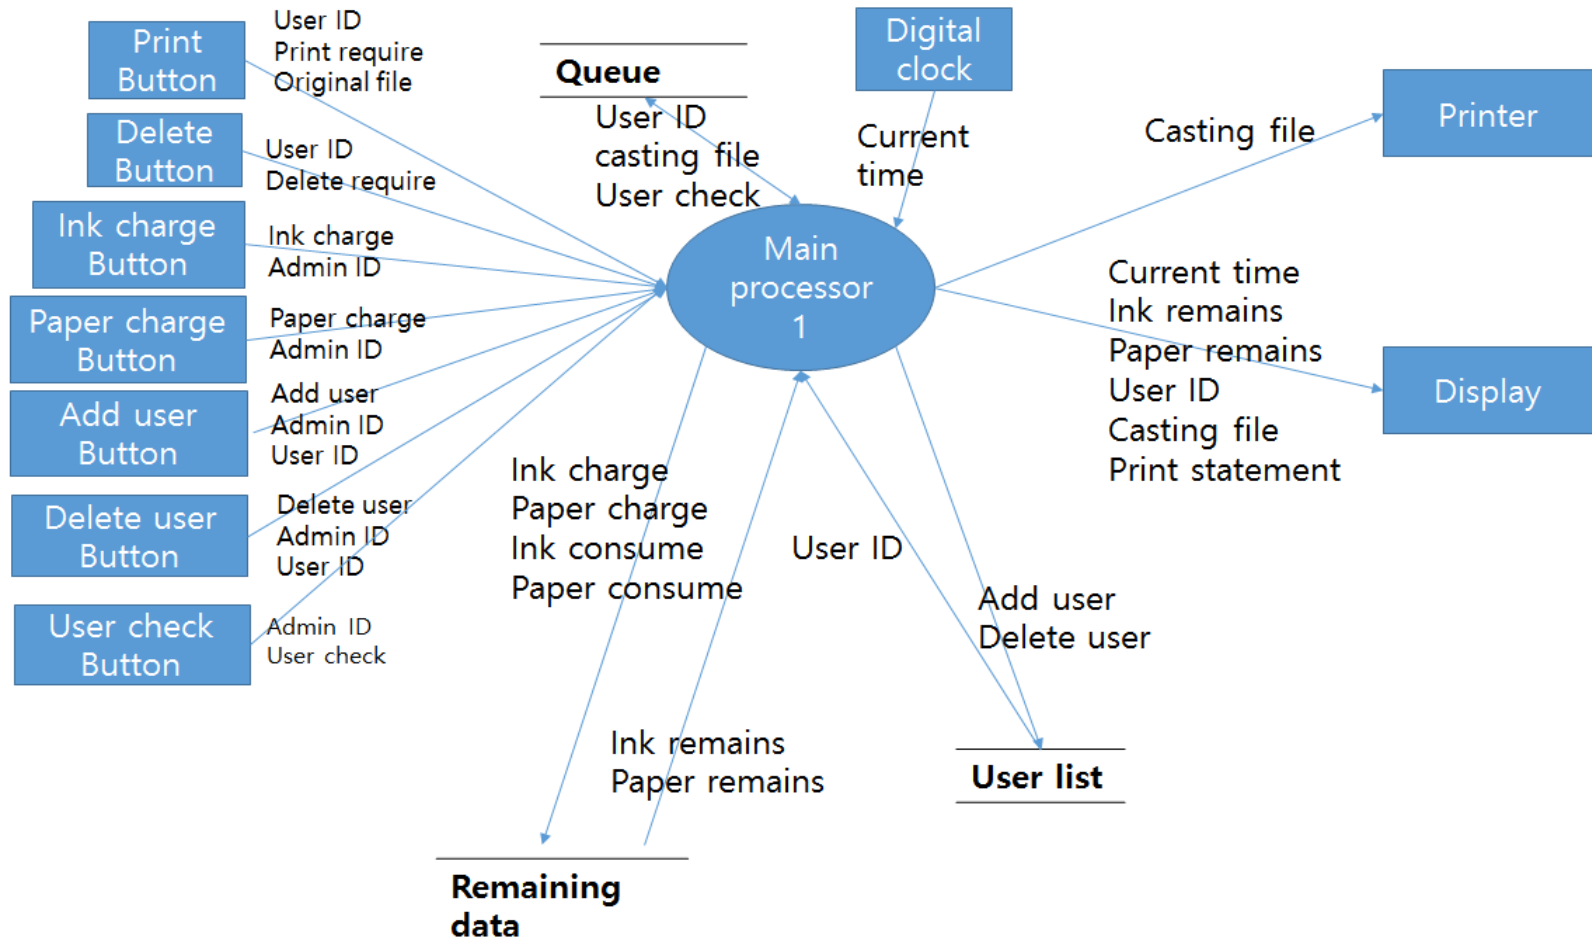 Print
Button
User ID
Print require
Original file
Delete
Button
User ID
Delete require
Ink charge
Button
Ink charge
Admin ID
Paper charge
Button
Paper charge
Admin ID
Add user
Button
Add user
Admin ID
User ID
Delete user
Button
Delete user
Admin ID
User ID
User check
Button
Admin ID
User check
Queue
User ID
casting file
User check
Digital
clock
Current
time
Main
processor
1
Casting file
Printer
Current time
Ink remains
Paper remains
User ID
Casting file
Print statement
Display
Ink charge
Paper charge
Ink consume
Paper consume
Ink remains
Paper remains
User ID
Add user
Delete user
User list
Remaining
data